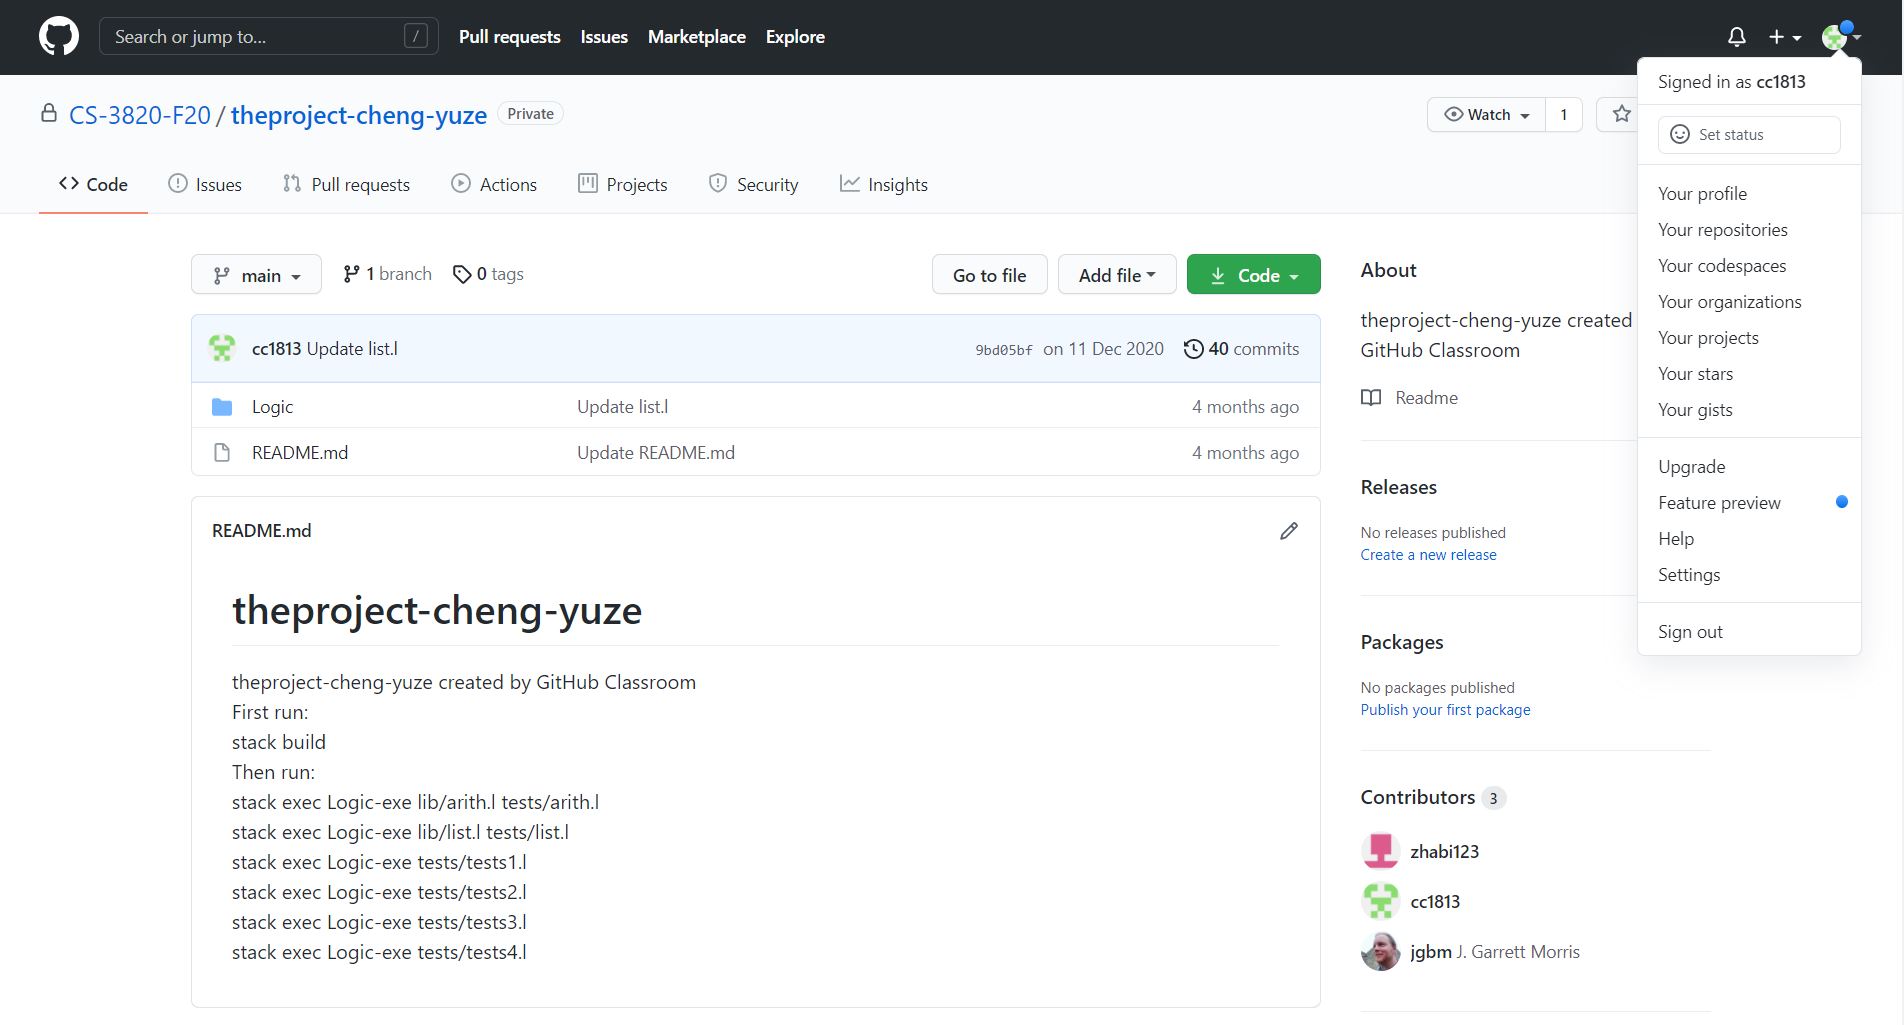 Search or jump to... /
Pull requests Issues Marketplace Explore
Signed in as cc1813
Set status
Your profile
Your repositories
Your codespaces
Your organizations
Your projects
Your stars
Your gists
Upgrade
Feature preview
Help
Settings
Sign out
CS-3820-F20 / theproject-cheng-yuze Private
Watch 1
Code Issues Pull requests Actions Projects Security Insights
main 1 branch 0 tags
Go to file Add file Code
cc1813 Update list.l 9bd05bf on 11 Dec 2020 40 commits
Logic Update list.l 4 months ago
README.md Update README.md 4 months ago
README.md
theproject-cheng-yuze
theproject-cheng-yuze created by GitHub Classroom
First run:
stack build
Then run:
stack exec Logic-exe lib/arith.l tests/arith.l
stack exec Logic-exe lib/list.l tests/list.l
stack exec Logic-exe tests/tests1.l
stack exec Logic-exe tests/tests2.l
stack exec Logic-exe tests/tests3.l
stack exec Logic-exe tests/tests4.l
About
theproject-cheng-yuze created
GitHub Classroom
Readme
Releases
No releases published
Create a new release
Packages
No packages published
Publish your first package
Contributors 3
zhabi123
cc1813
jgbm J. Garrett Morris